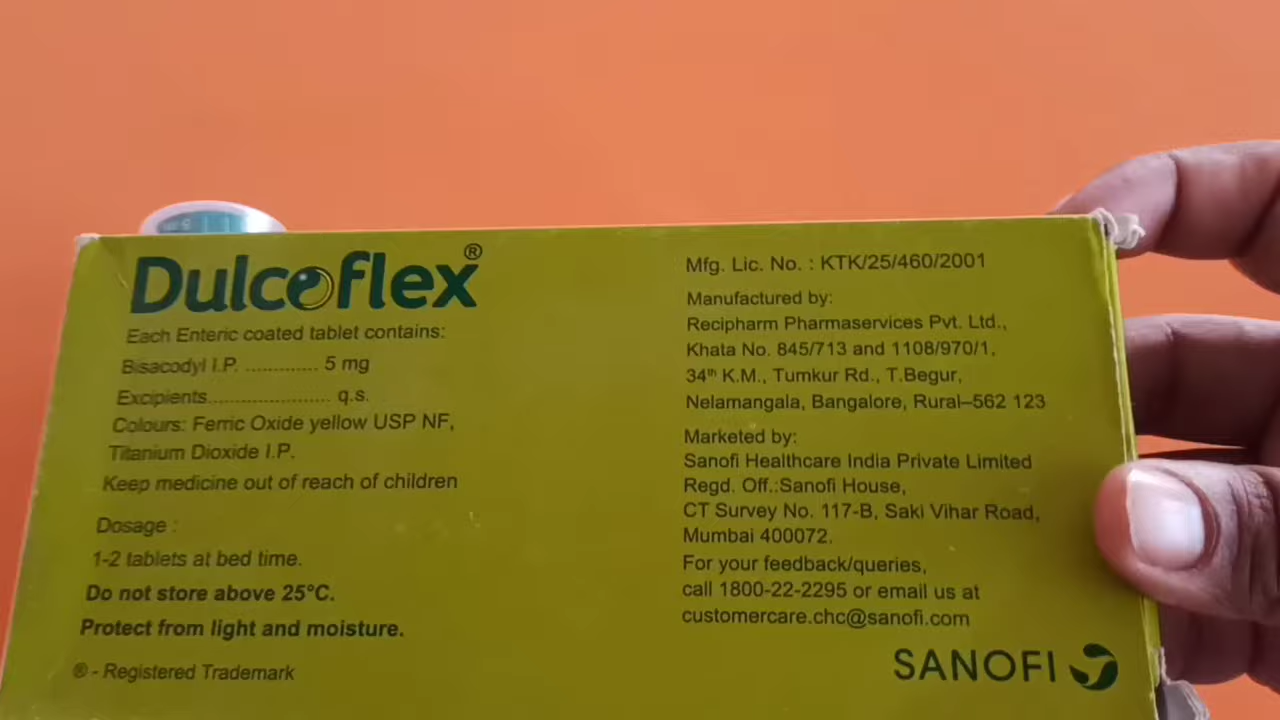 Dulcoflex®
Each Enteric coated tablet contains:
Bisacodyl I.P. ............. 5 mg
Excipients...................... q.s.
Colours: Ferric Oxide yellow USP NF,
Titanium Dioxide I.P.
Keep medicine out of reach of children
Dosage :
1-2 tablets at bed time.
Do not store above 25°C.
Protect from light and moisture.
® - Registered Trademark
Mfg. Lic. No. : KTK/25/460/2001
Manufactured by:
Recipharm Pharmaservices Pvt. Ltd.,
Khata No. 845/713 and 1108/970/1,
34th K.M., Tumkur Rd., T.Begur,
Nelamangala, Bangalore, Rural–562 123
Marketed by:
Sanofi Healthcare India Private Limited
Regd. Off.:Sanofi House,
CT Survey No. 117-B, Saki Vihar Road,
Mumbai 400072.
For your feedback/queries,
call 1800-22-2295 or email us at
customercare.chc@sanofi.com
SANOFI